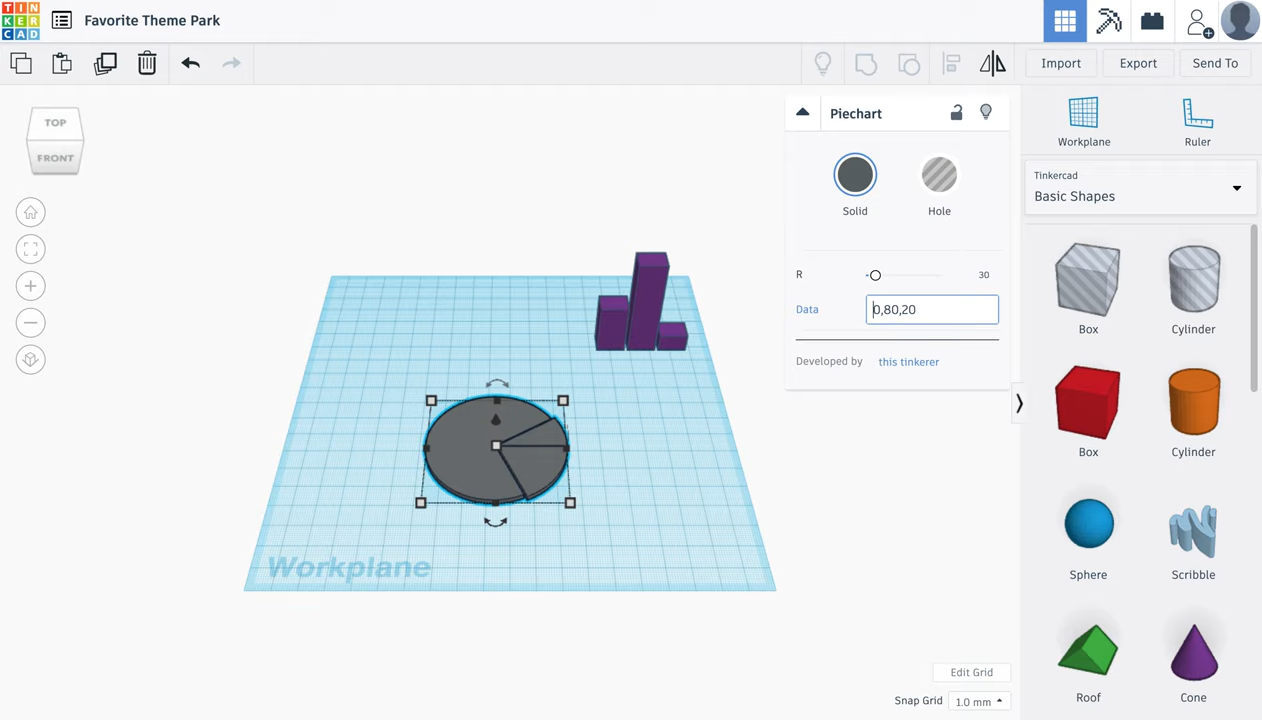 TIN
KER
CAD
Favorite Theme Park
Import
Export
Send To
TOP
FRONT
Piechart
Solid
Hole
R
30
Data
0,80,20
Developed by
this tinkerer
Workplane
Ruler
Tinkercad
Basic Shapes
Box
Cylinder
Box
Cylinder
Sphere
Scribble
Roof
Cone
Workplane
Edit Grid
Snap Grid
1.0 mm